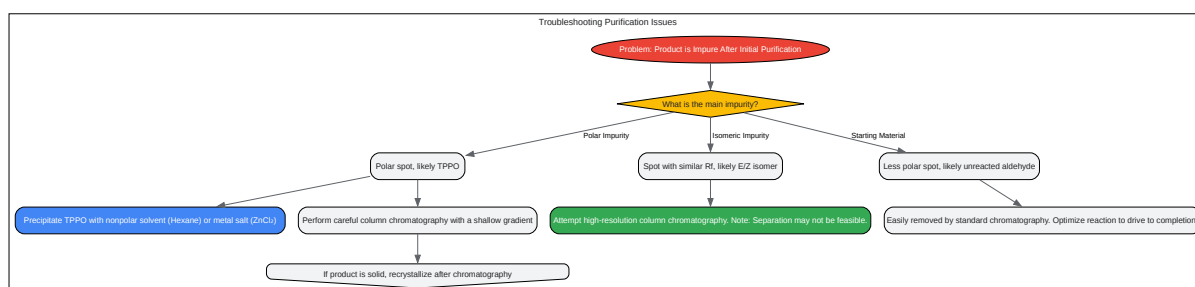 Troubleshooting Purification Issues
Problem: Product is Impure After Initial Purification
What is the main impurity?
Polar Impurity
Isomeric Impurity
Starting Material
Polar spot, likely TPPO
Spot with similar Rf, likely E/Z isomer
Less polar spot, likely unreacted aldehyde
Precipitate TPPO with nonpolar solvent (Hexane) or metal salt (ZnCl₂)
Perform careful column chromatography with a shallow gradient
Attempt high-resolution column chromatography. Note: Separation may not be feasible.
Easily removed by standard chromatography. Optimize reaction to drive to completion
If product is solid, recrystallize after chromatography